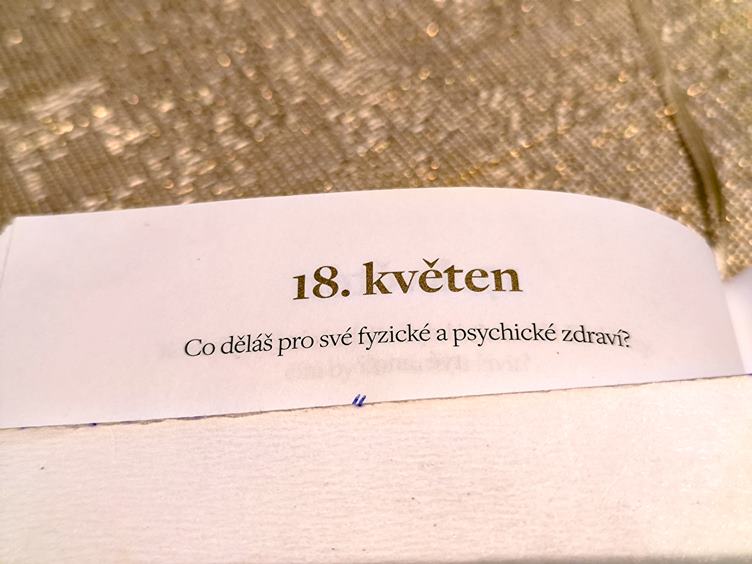 18. květen
Co děláš pro své fyzické a psychické zdraví?